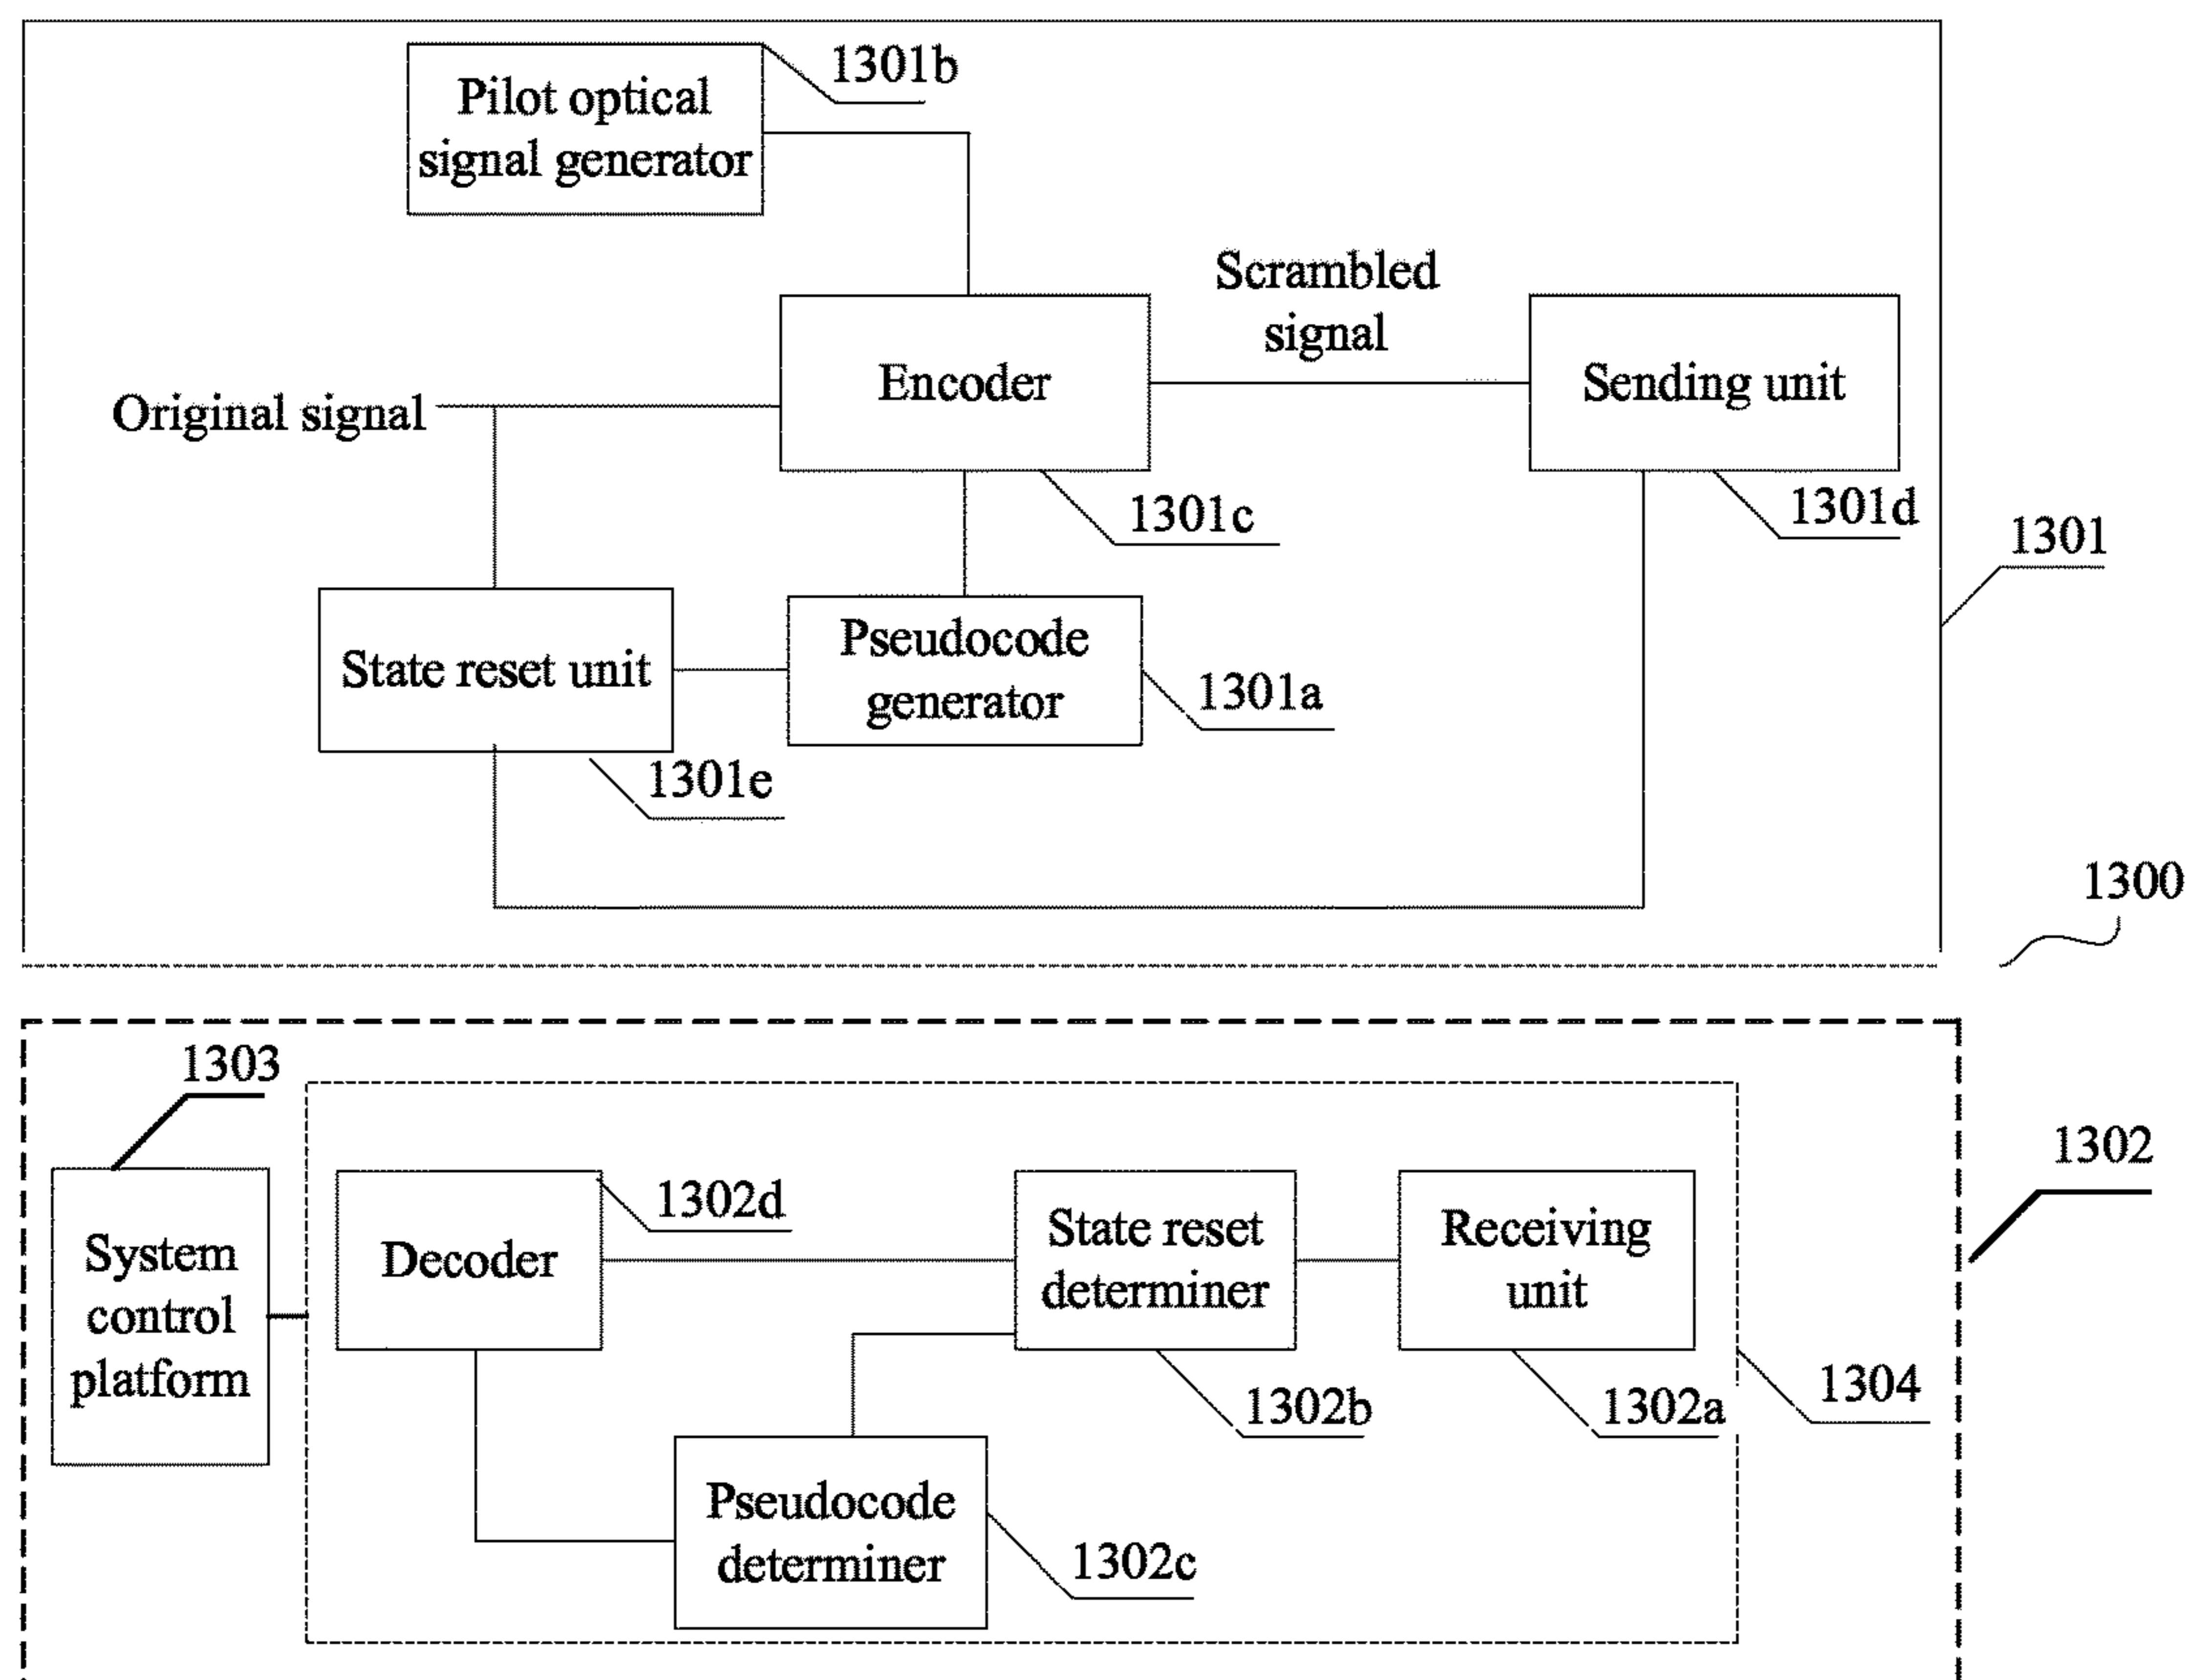 1301b
Pilot optical
signal generator
Scrambled
signal
Encoder
Sending unit
Original signal
1301c
1301d
1301
State reset unit
Pseudocode
generator
1301a
1301e
1300
1303
1302
1302d
System
control
platform
Decoder
State reset
determiner
Receiving
unit
1302b
1302a
1304
Pseudocode
determiner
1302c